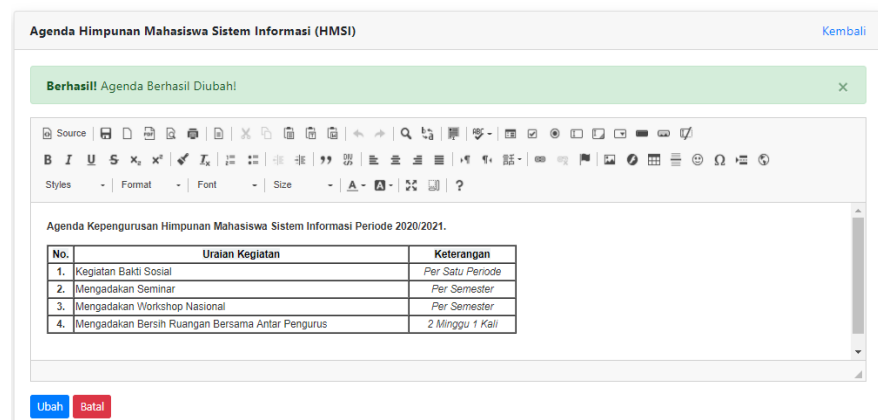 Agenda Himpunan Mahasiswa Sistem Informasi (HMSI) Kembali
Berhasil! Agenda Berhasil Diubah! ×
Source
B I U S x₂ x² Ix
Styles Format Font Size A A ?
Agenda Kepengurusan Himpunan Mahasiswa Sistem Informasi Periode 2020/2021.
No. Uraian Kegiatan Keterangan
1. Kegiatan Bakti Sosial Per Satu Periode
2. Mengadakan Seminar Per Semester
3. Mengadakan Workshop Nasional Per Semester
4. Mengadakan Bersih Ruangan Bersama Antar Pengurus 2 Minggu 1 Kali
Ubah Batal